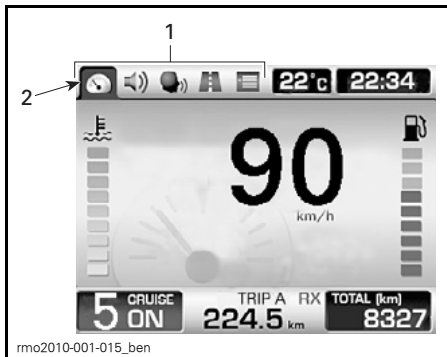 1
2
22°C 22:34
90
km/h
5 CRUISE ON
TRIP A RX
224.5 km
TOTAL (km)
8327
rmo2010-001-015_ben